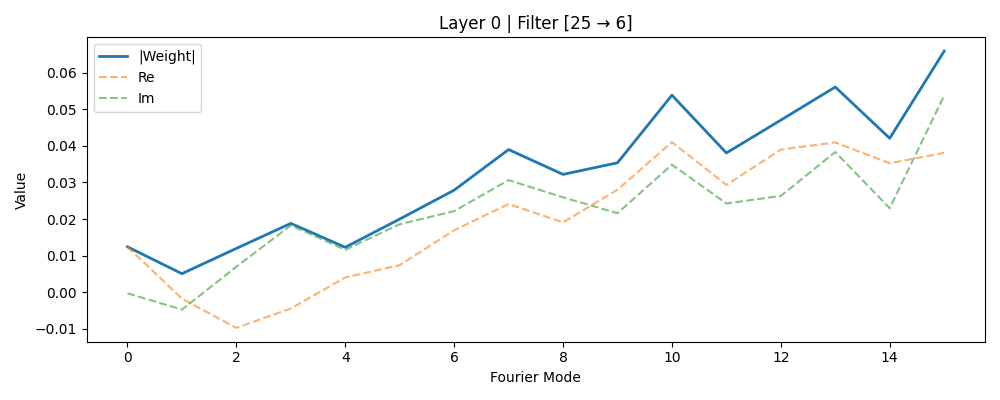 Layer 0 | Filter [25 → 6]
|Weight|
Re
Im
0.06
0.05
0.04
0.03
0.02
0.01
0.00
−0.01
Value
0 2 4 6 8 10 12 14
Fourier Mode